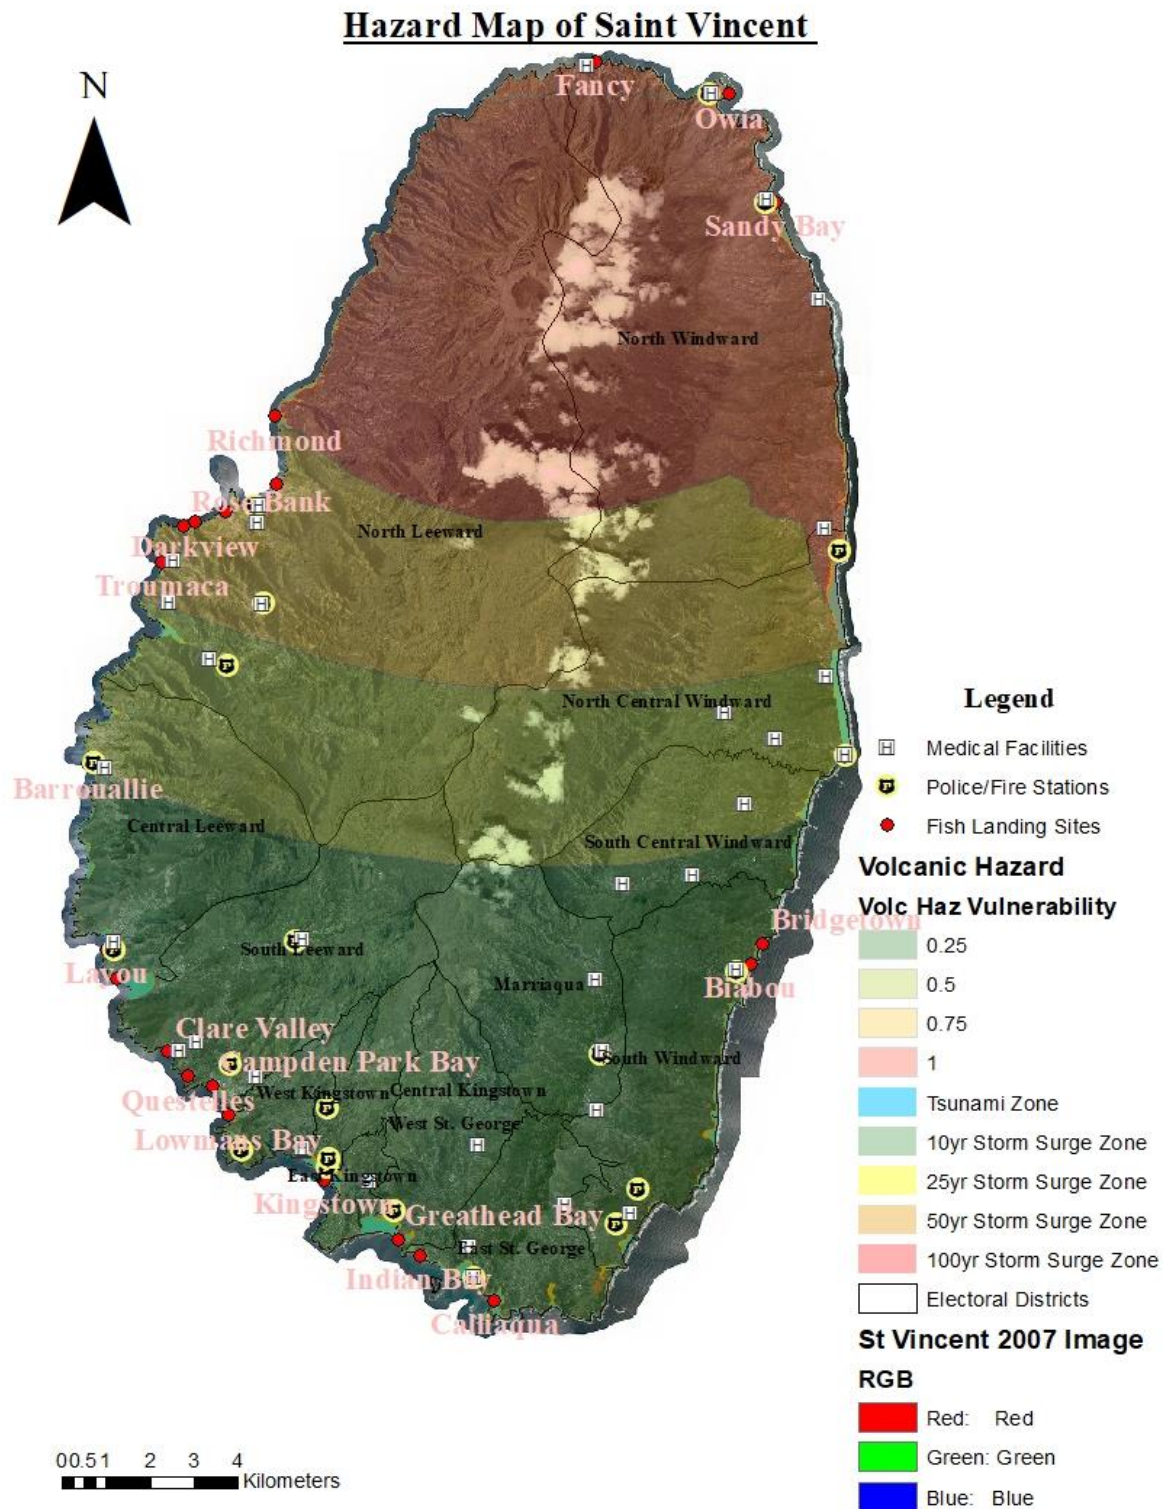 Hazard Map of Saint Vincent
N
Fancy
Owia
Sandy Bay
North Windward
Richmond
Rose Bank
North Leeward
Darkview
Troumaca
North Central Windward
Barrouallie
Central Leeward
South Central Windward
Bridgetown
South Leeward
Layou
Marriaqua
Biabou
Clare Valley
Campden Park Bay
South Windward
West Kingstown
Central Kingstown
Questelles
West St. George
Lowmans Bay
East Kingstown
Kingstown
Greathead Bay
East St. George
Indian Bay
Calliaqua
Legend
H Medical Facilities
Police/Fire Stations
Fish Landing Sites
Volcanic Hazard
Volc Haz Vulnerability
0.25
0.5
0.75
1
Tsunami Zone
10yr Storm Surge Zone
25yr Storm Surge Zone
50yr Storm Surge Zone
100yr Storm Surge Zone
Electoral Districts
St Vincent 2007 Image
RGB
Red: Red
Green: Green
Blue: Blue
0 0.5 1 2 3 4
Kilometers